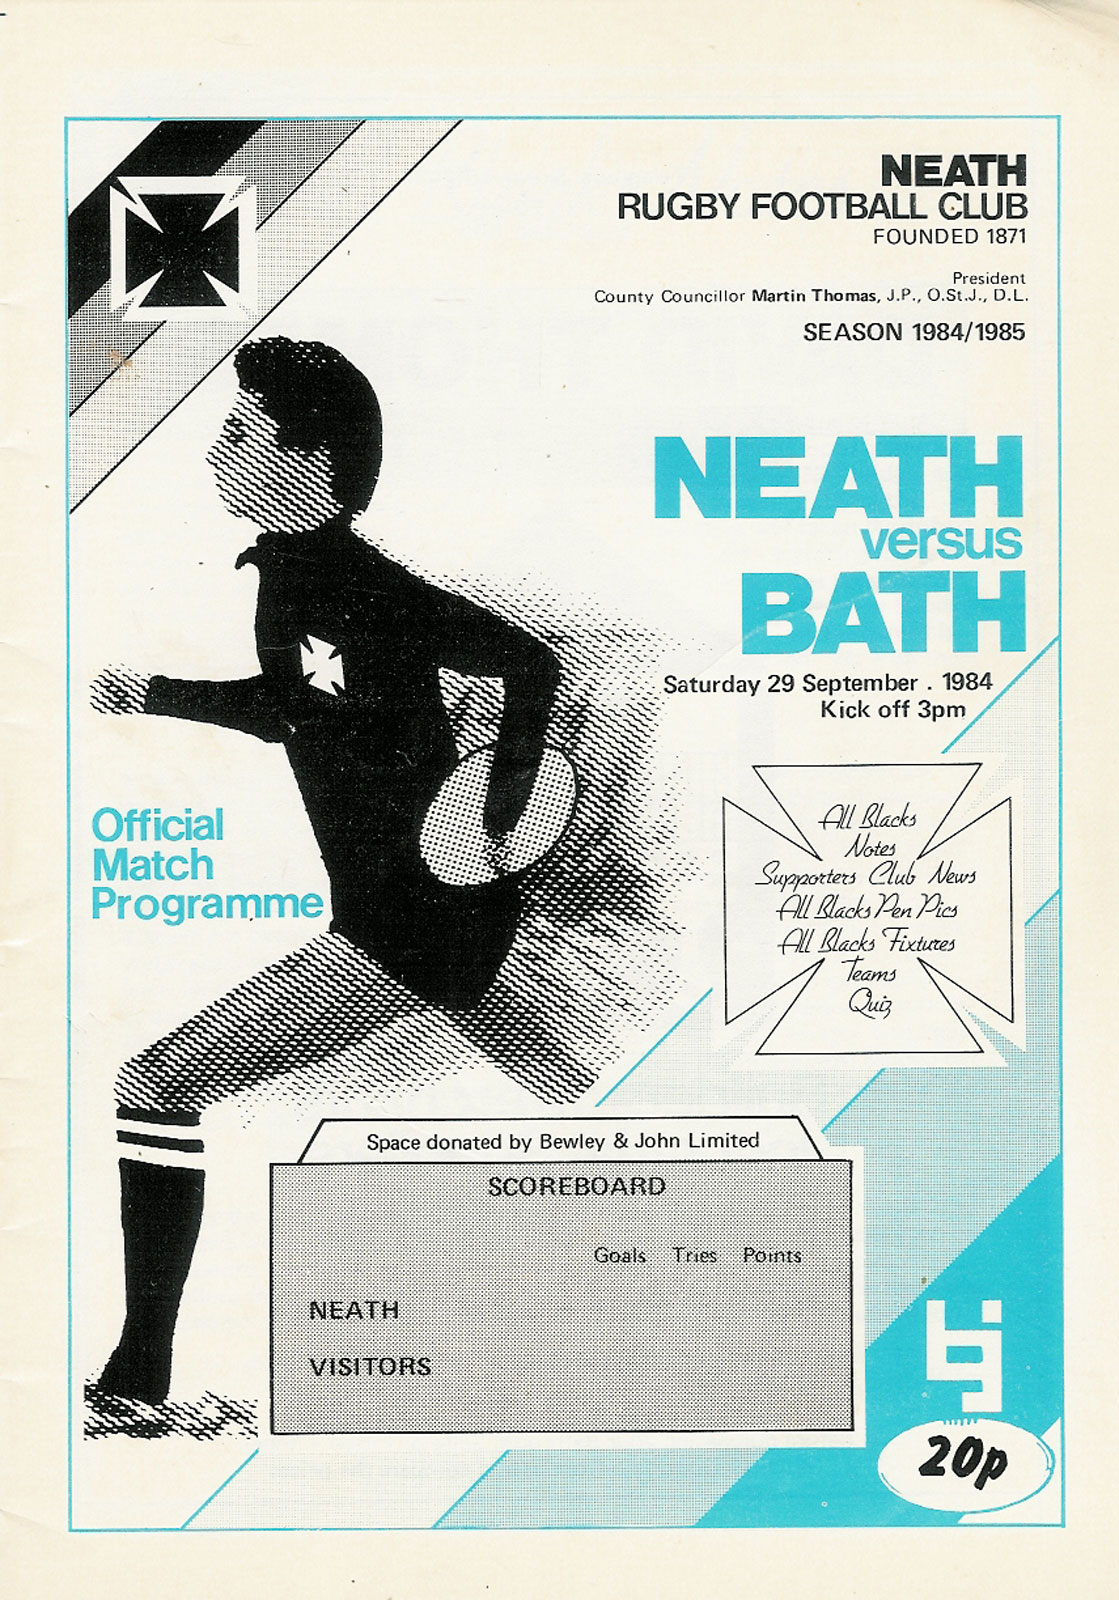 NEATH
RUGBY FOOTBALL CLUB
FOUNDED 1871
President
County Councillor Martin Thomas, J.P., O.St.J., D.L.
SEASON 1984/1985
NEATH
versus
BATH
Saturday 29 September . 1984
Kick off 3pm
All Blacks
Notes
Supporters Club News
All Blacks Pen Pics
All Blacks Fixtures
Teams
Quiz
Official
Match
Programme
Space donated by Bewley & John Limited
SCOREBOARD
Goals Tries Points
NEATH
VISITORS
bj
20p